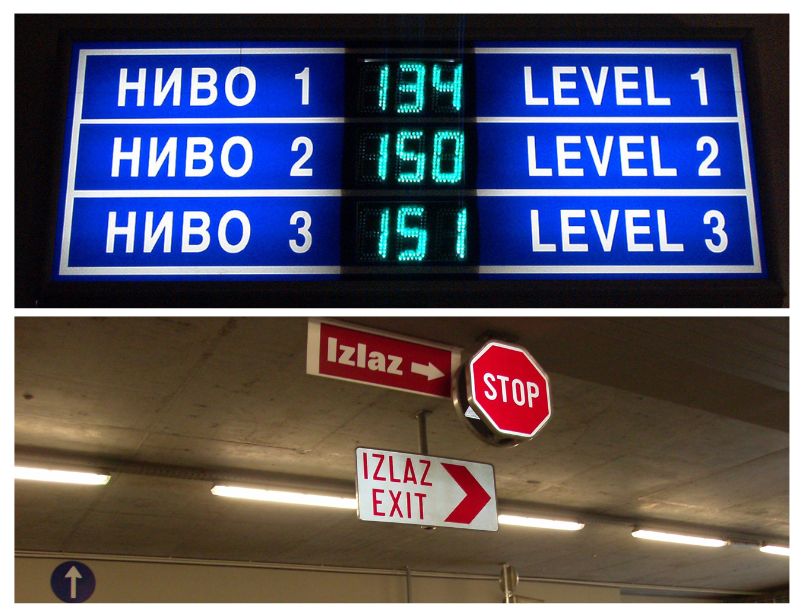 НИВО 1 134 LEVEL 1
НИВО 2 150 LEVEL 2
НИВО 3 151 LEVEL 3
Izlaz
STOP
IZLAZ
EXIT